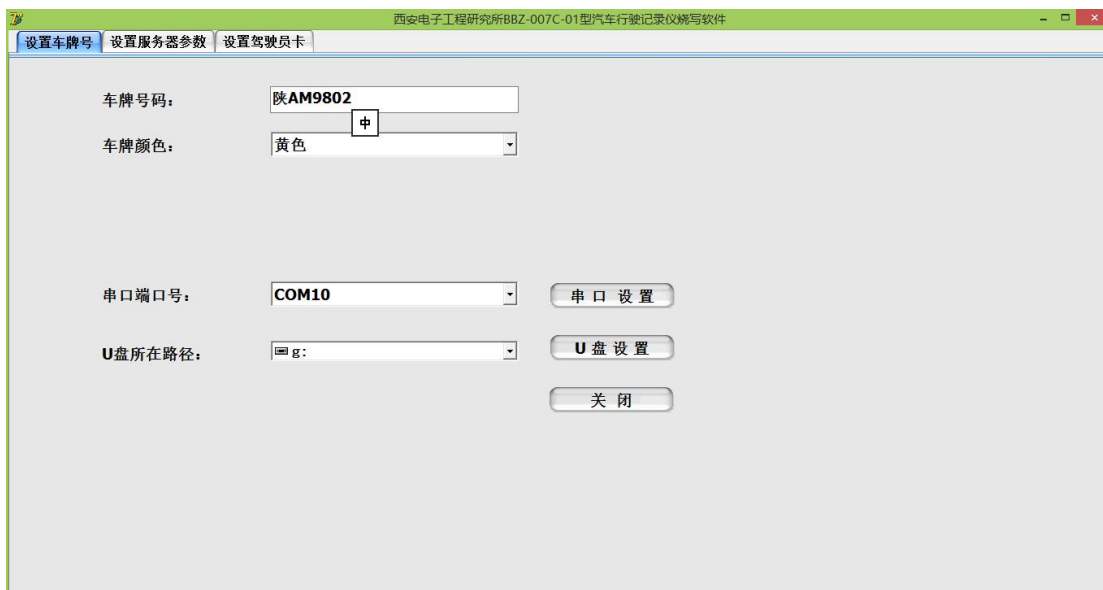 西安电子工程研究所BBZ-007C-01型汽车行驶记录仪烧写软件
设置车牌号 设置服务器参数 设置驾驶员卡
车牌号码: 陕AM9802
中
车牌颜色: 黄色
串口端口号: COM10 串口设置
U盘所在路径: g: U盘设置
关闭